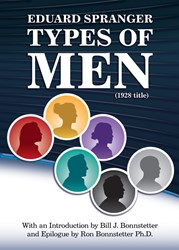 EDUARD SPRANGER
TYPES OF
MEN
(1928 title)
With an Introduction by Bill J. Bonnstetter
and Epilogue by Ron Bonnstetter Ph.D.